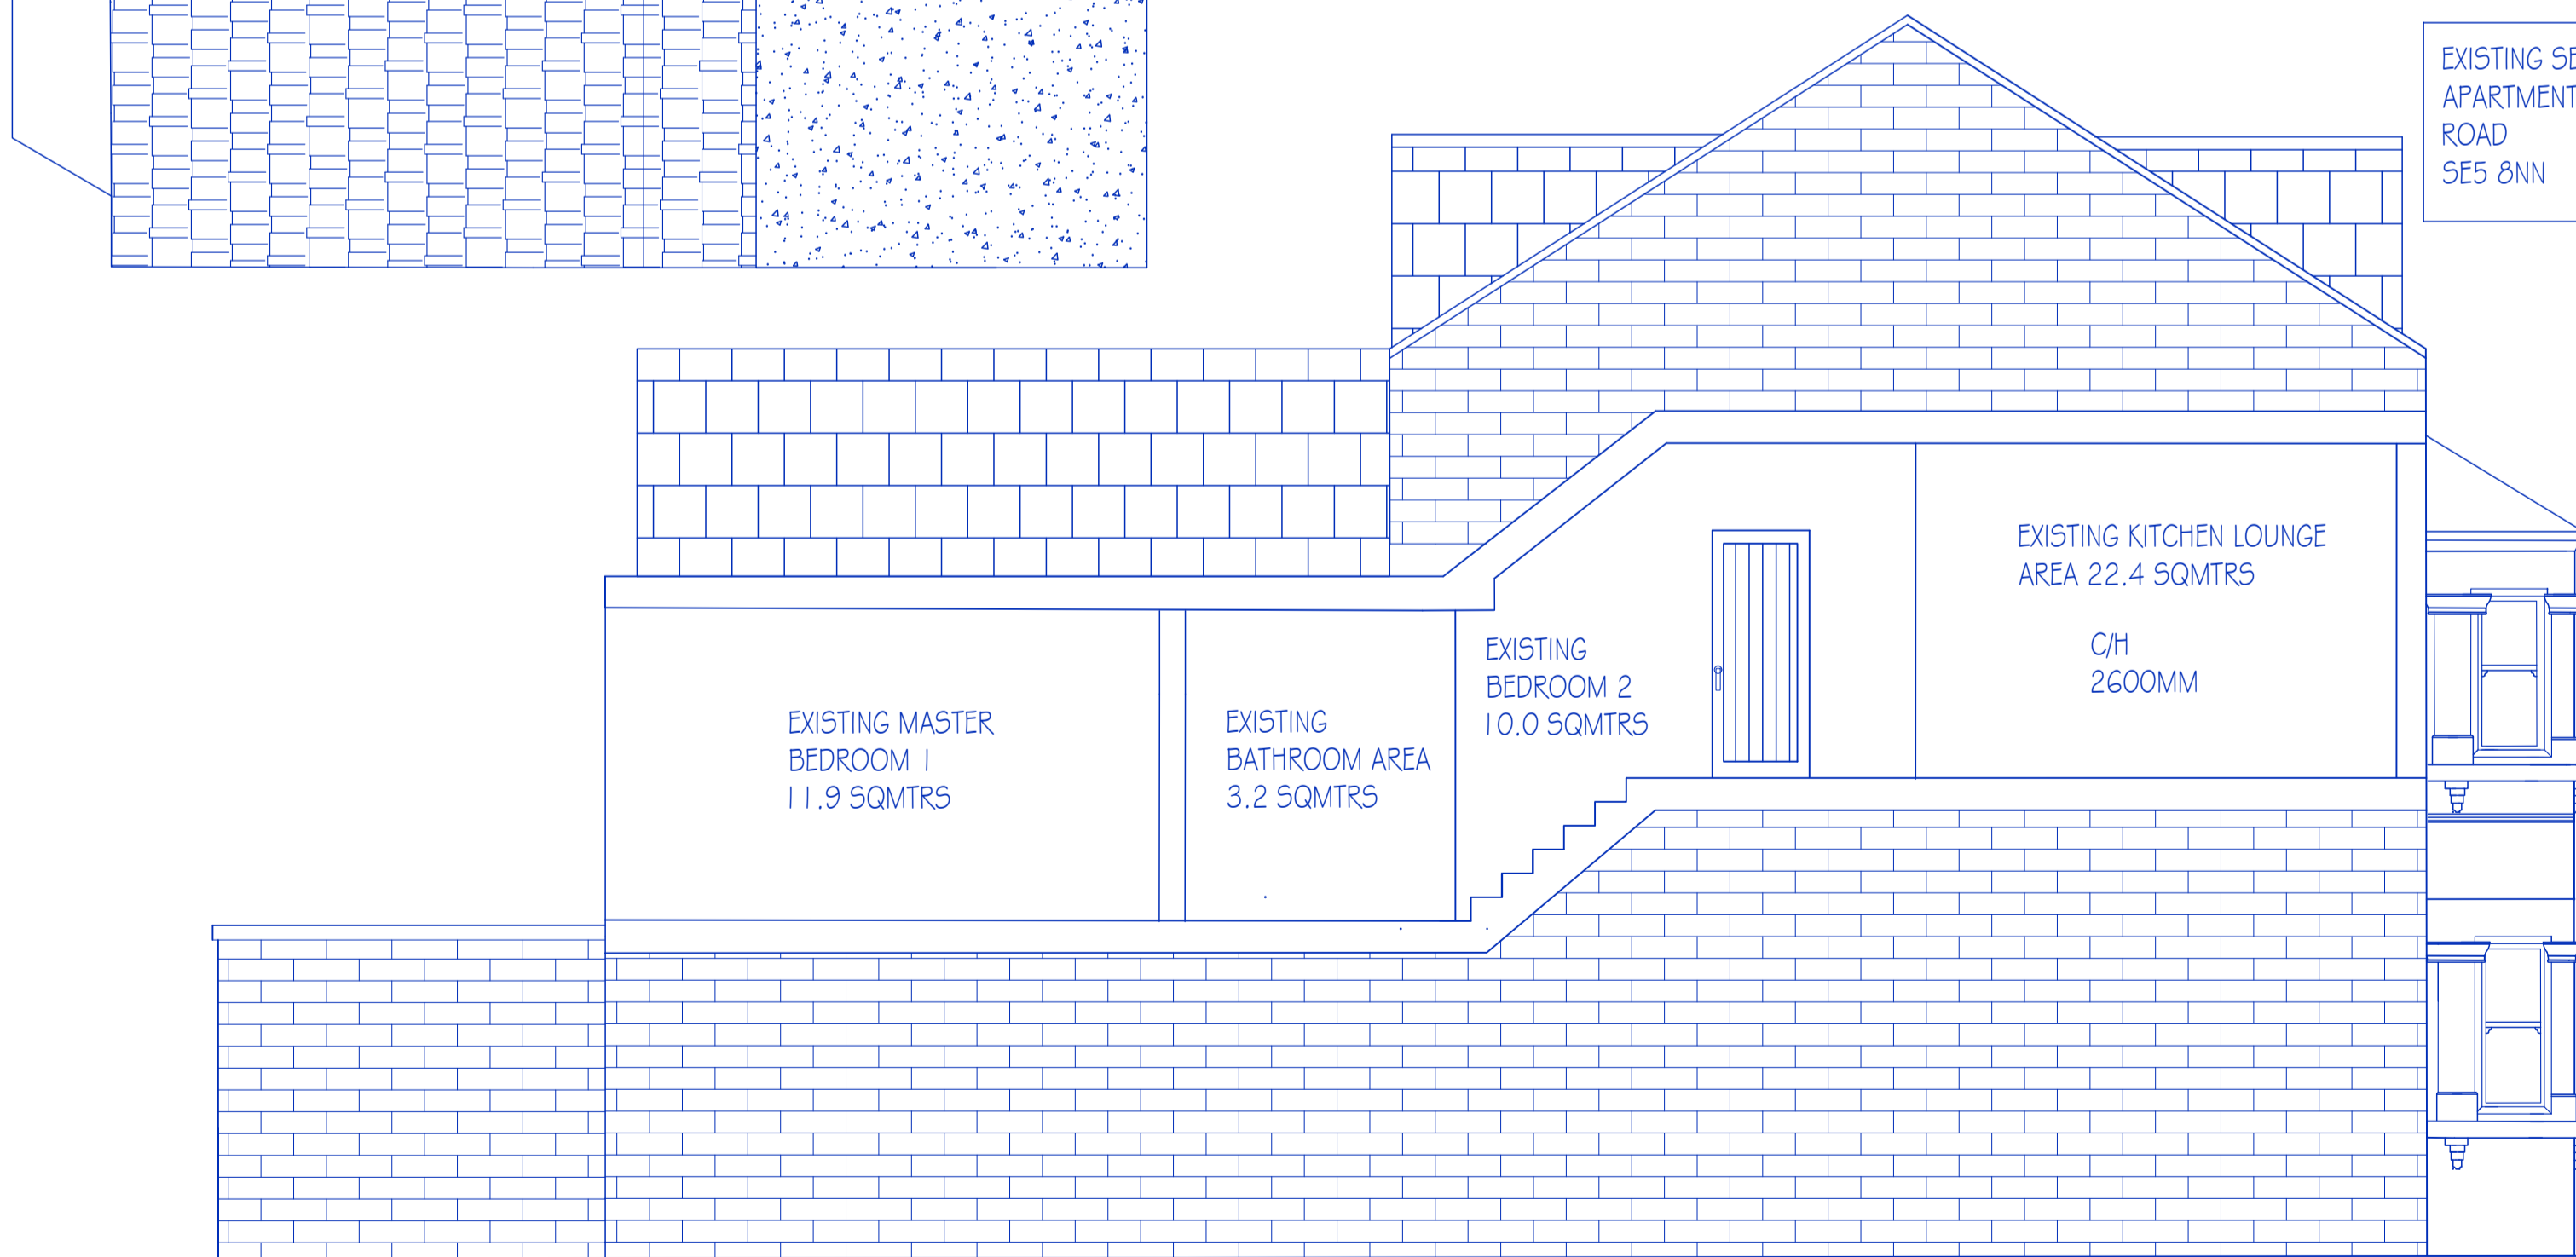 EXISTING MASTER
BEDROOM 1
11.9 SQMTRS
EXISTING
BATHROOM AREA
3.2 SQMTRS
EXISTING
BEDROOM 2
10.0 SQMTRS
EXISTING KITCHEN LOUNGE
AREA 22.4 SQMTRS
C/H
2600MM
EXISTING
APARTMENT
ROAD
SE5 8NN